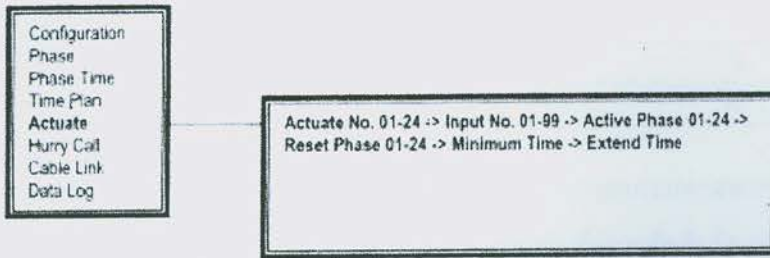 Configuration
Phase
Phase Time
Time Plan
Actuate
Hurry Call
Cable Link
Data Log
Actuate No. 01-24 -> Input No. 01-99 -> Active Phase 01-24 ->
Reset Phase 01-24 -> Minimum Time -> Extend Time